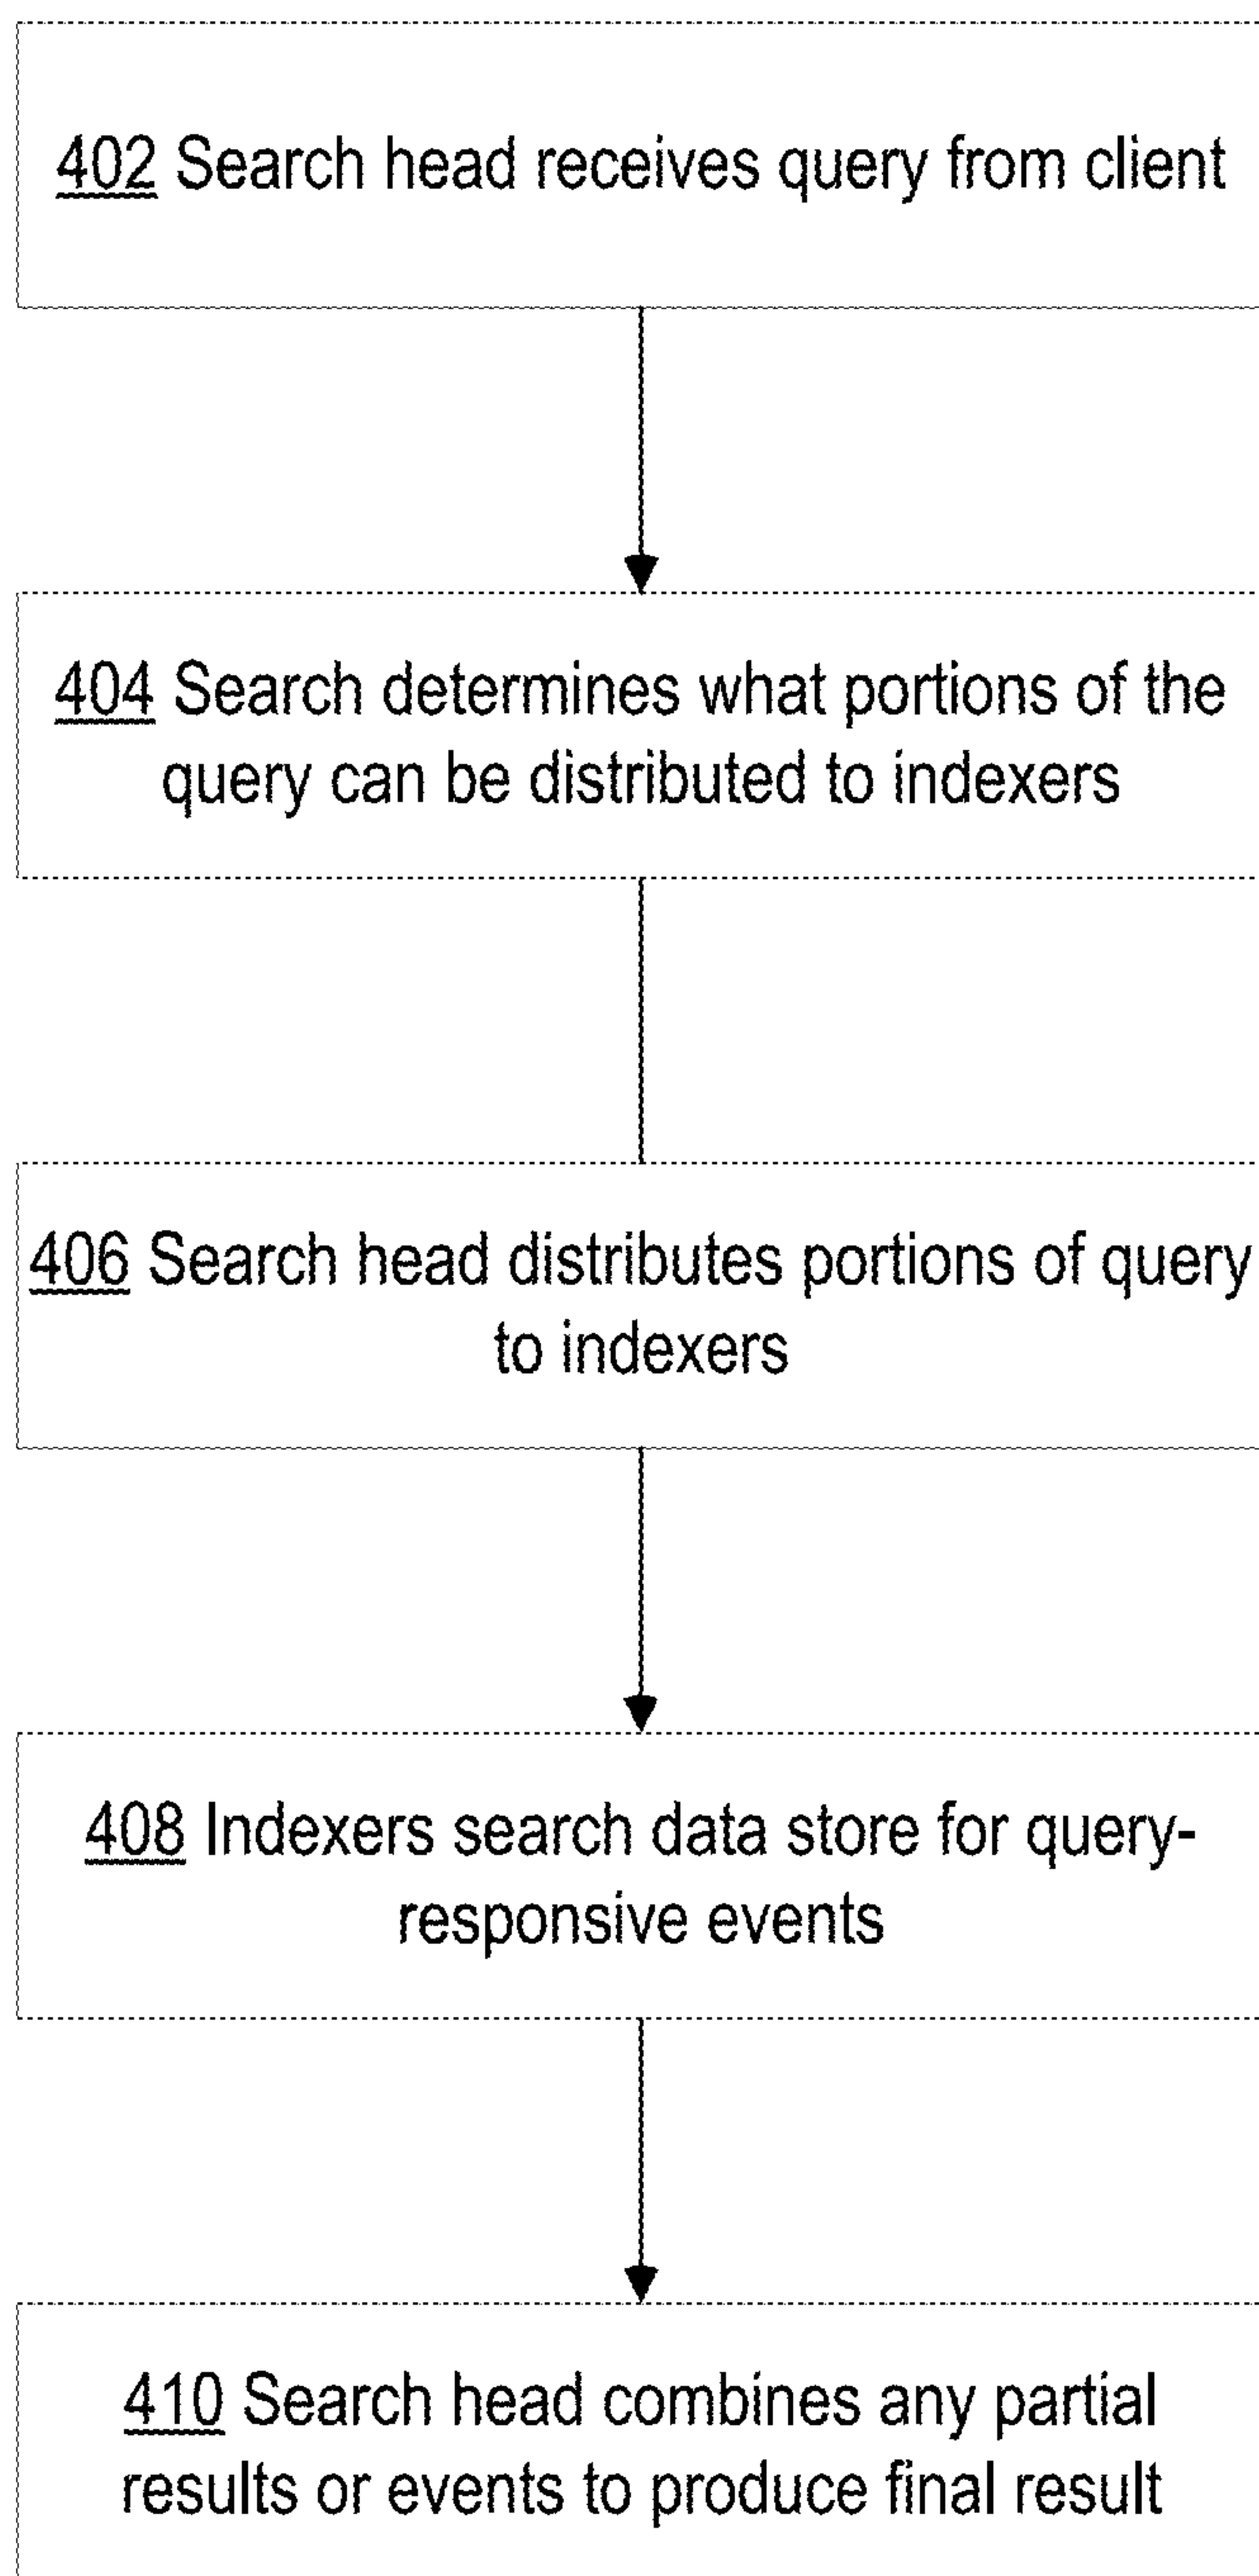 402 Search head receives query from client
404 Search determines what portions of the
query can be distributed to indexers
406 Search head distributes portions of query
to indexers
408 Indexers search data store for query-
responsive events
410 Search head combines any partial
results or events to produce final result